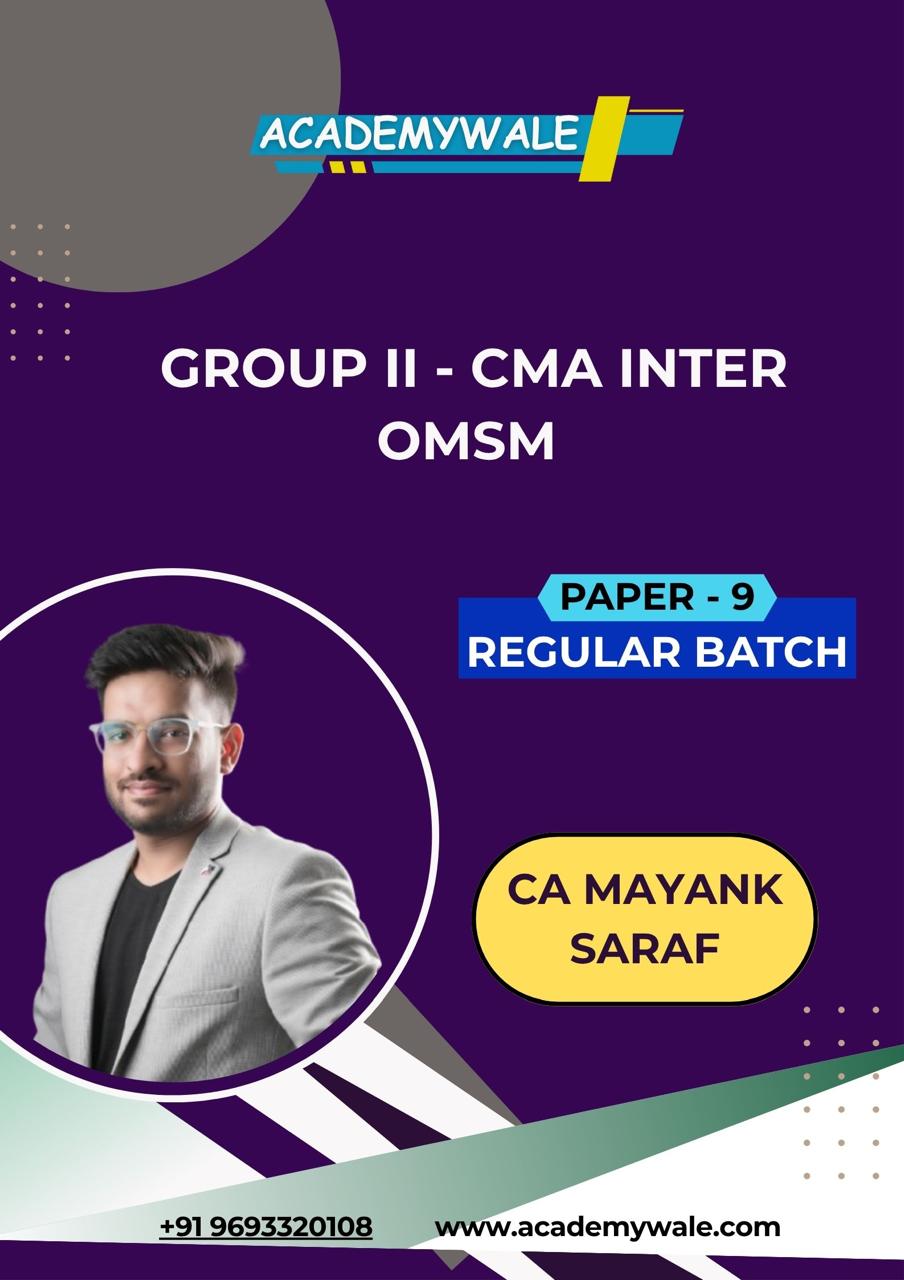 ACADEMYWALE
GROUP II - CMA INTER
OMSM
PAPER - 9
REGULAR BATCH
CA MAYANK
SARAF
+91 9693320108
www.academywale.com